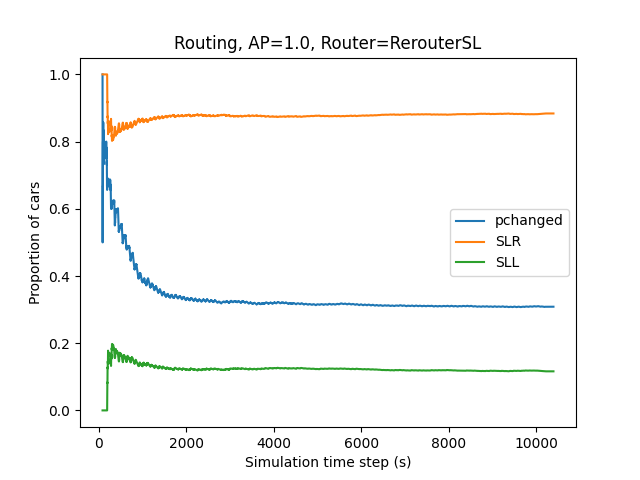 Routing, AP=1.0, Router=RerouterSL
Proportion of cars
1.0
0.8
0.6
0.4
0.2
0.0
pchanged
SLR
SLL
0 2000 4000 6000 8000 10000
Simulation time step (s)